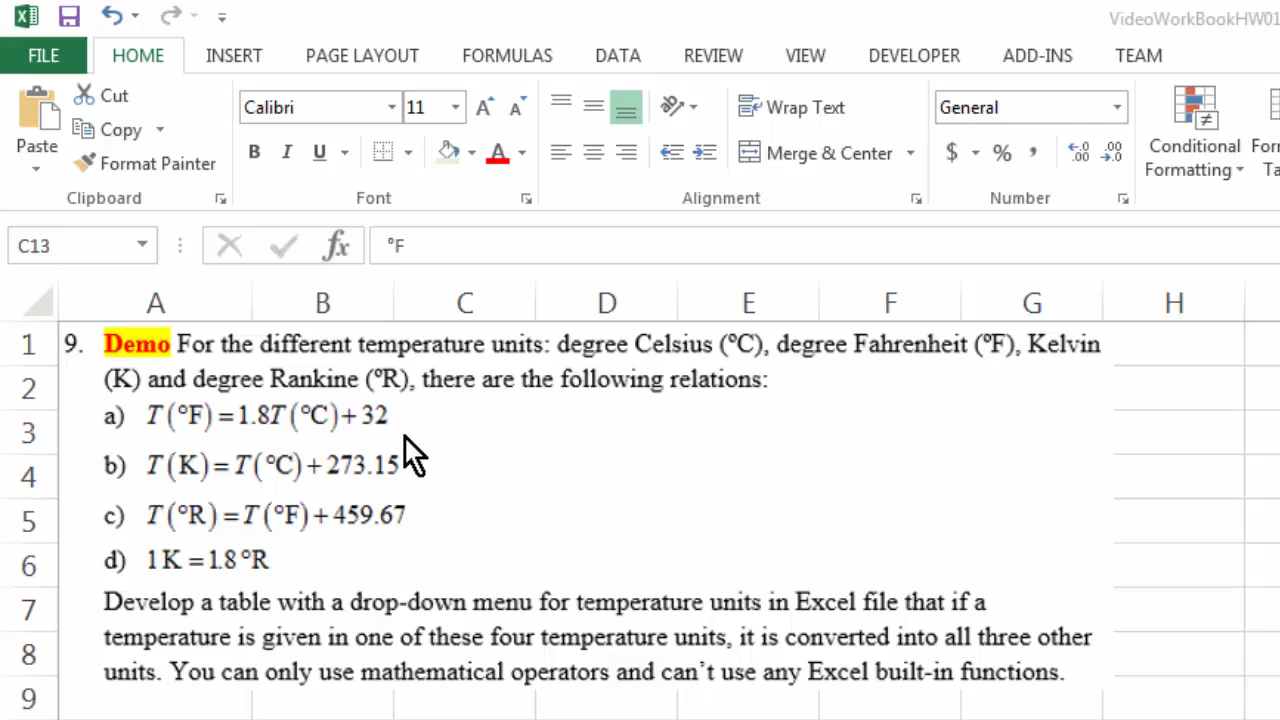 VideoWorkBookHW01
FILE HOME INSERT PAGE LAYOUT FORMULAS DATA REVIEW VIEW DEVELOPER ADD-INS TEAM
Paste
Cut
Copy
Format Painter
Calibri 11
B I U
Wrap Text
Merge & Center
General
$ % ,
Conditional
Formatting
Clipboard Font Alignment Number
C13 fx °F
A B C D E F G H
1 9. Demo For the different temperature units: degree Celsius (°C), degree Fahrenheit (°F), Kelvin
2 (K) and degree Rankine (°R), there are the following relations:
3 a) T(°F)=1.8T(°C)+32
4 b) T(K)=T(°C)+273.15
5 c) T(°R)=T(°F)+459.67
6 d) 1K=1.8°R
7 Develop a table with a drop-down menu for temperature units in Excel file that if a
8 temperature is given in one of these four temperature units, it is converted into all three other
9 units. You can only use mathematical operators and can't use any Excel built-in functions.